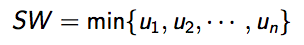 SW = min{u₁, u₂, ⋯ , uₙ}